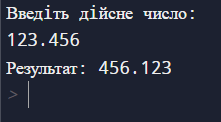 Введіть дійсне число:
123.456
Результат: 456.123
>